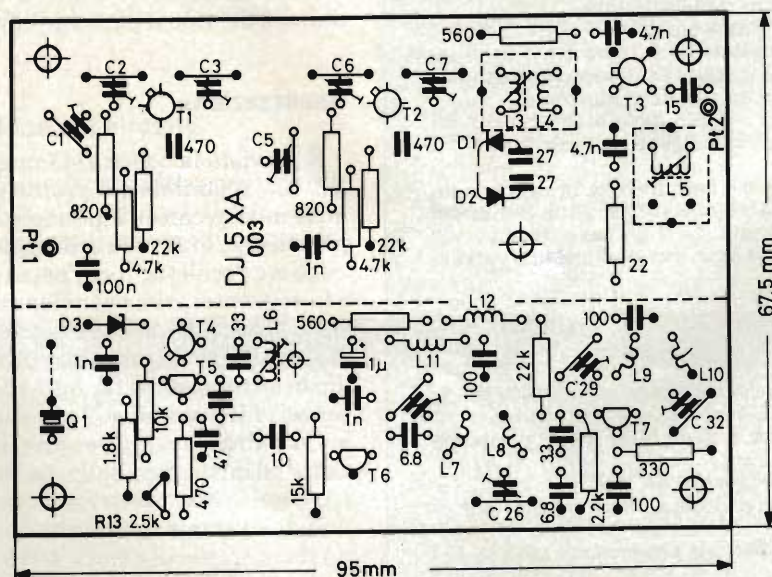 560
4.7n
C2
C3
C6
C7
T1
T2
T3
15
C1
470
C5
470
L3
L4
Pt2
D1
27
4.7n
D2
27
L5
820
820
22k
22k
22
Pt1
4.7k
1n
4.7k
100n
DJ 5 XA
003
67.5 mm
D3
T4
33
L6
560
L12
100
1n
T5
1µ
L11
100
22k
C 29
L9
L10
Q1
10k
1n
C 32
1.8k
47
10
6.8
L7
L8
33
T7
470
15k
T6
330
R13 2.5k
C 26
6.8
2.2k
100
95mm